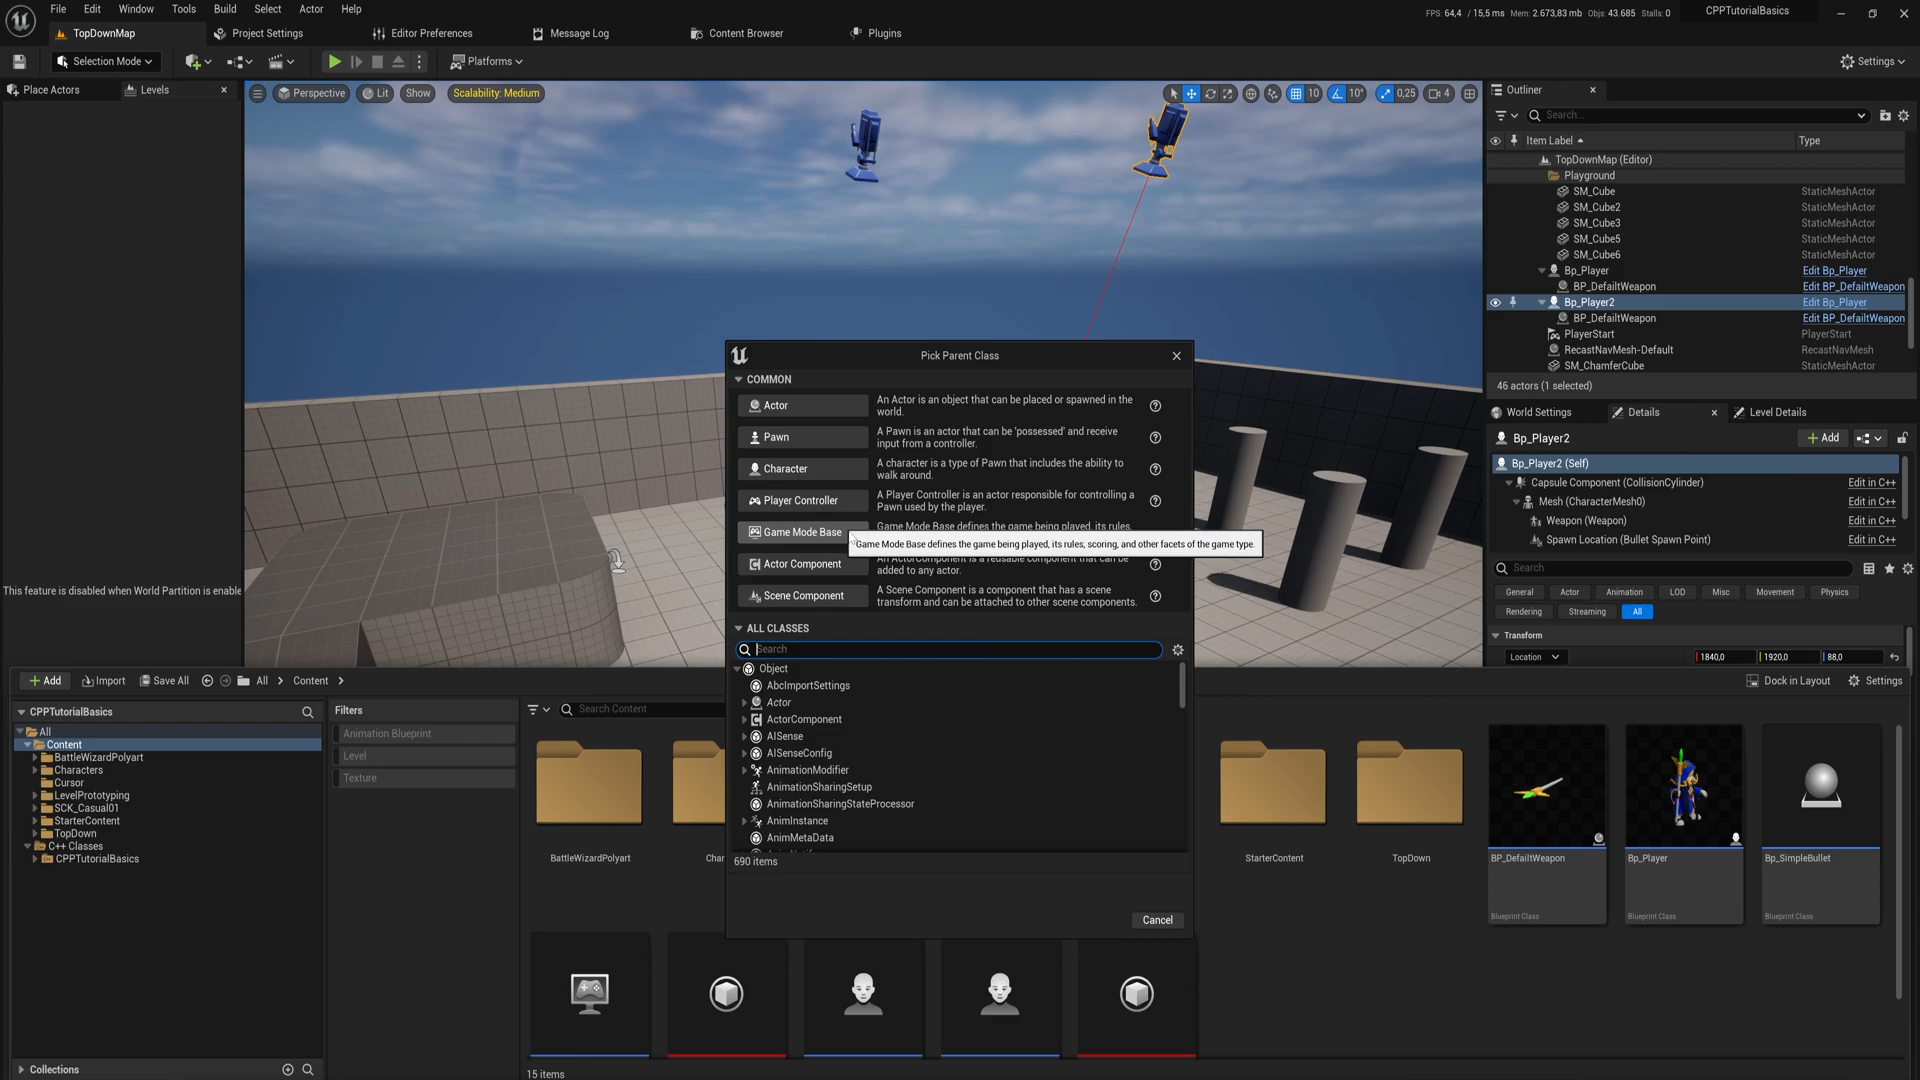 File Edit Window Tools Build Select Actor Help
FPS: 64,4 / 15,5 ms Mem: 2.673,83 mb Objs: 43.685 Stalls: 0
CPPTutorialBasics
TopDownMap
Project Settings
Editor Preferences
Message Log
Content Browser
Plugins
Selection Mode
Platforms
Settings
Place Actors
Levels
Perspective
Lit
Show
Scalability: Medium
10
10°
0,25
4
This feature is disabled when World Partition is enable
Outliner
Search...
Item Label
Type
TopDownMap (Editor)
Playground
SM_Cube StaticMeshActor
SM_Cube2 StaticMeshActor
SM_Cube3 StaticMeshActor
SM_Cube5 StaticMeshActor
SM_Cube6 StaticMeshActor
Bp_Player Edit Bp_Player
BP_DefailtWeapon Edit BP_DefailtWeapon
Bp_Player2 Edit Bp_Player
BP_DefailtWeapon Edit BP_DefailtWeapon
PlayerStart PlayerStart
RecastNavMesh-Default RecastNavMesh
SM_ChamferCube StaticMeshActor
46 actors (1 selected)
World Settings
Details
Level Details
Bp_Player2
Add
Bp_Player2 (Self)
Capsule Component (CollisionCylinder) Edit in C++
Mesh (CharacterMesh0) Edit in C++
Weapon (Weapon) Edit in C++
Spawn Location (Bullet Spawn Point) Edit in C++
Search
General Actor Animation LOD Misc Movement Physics
Rendering Streaming All
Transform
Location 1840,0 1920,0 88,0
Pick Parent Class
COMMON
Actor
An Actor is an object that can be placed or spawned in the
world.
Pawn
A Pawn is an actor that can be 'possessed' and receive
input from a controller.
Character
A character is a type of Pawn that includes the ability to
walk around.
Player Controller
A Player Controller is an actor responsible for controlling a
Pawn used by the player.
Game Mode Base
Game Mode Base defines the game being played, its rules,
Game Mode Base defines the game being played, its rules, scoring, and other facets of the game type.
Actor Component
An ActorComponent is a reusable component that can be
added to any actor.
Scene Component
A Scene Component is a component that has a scene
transform and can be attached to other scene components.
ALL CLASSES
Search
Object
AbcImportSettings
Actor
ActorComponent
AISense
AISenseConfig
AnimationModifier
AnimationSharingSetup
AnimationSharingStateProcessor
AnimInstance
AnimMetaData
690 items
Cancel
Add
Import
Save All
All
Content
Dock in Layout
Settings
CPPTutorialBasics
All
Content
BattleWizardPolyart
Characters
Cursor
LevelPrototyping
SCK_Casual01
StarterContent
TopDown
C++ Classes
CPPTutorialBasics
Collections
Filters
Animation Blueprint
Level
Texture
Search Content
BattleWizardPolyart
Char
StarterContent
TopDown
BP_DefailtWeapon
Blueprint Class
Bp_Player
Blueprint Class
Bp_SimpleBullet
Blueprint Class
15 items